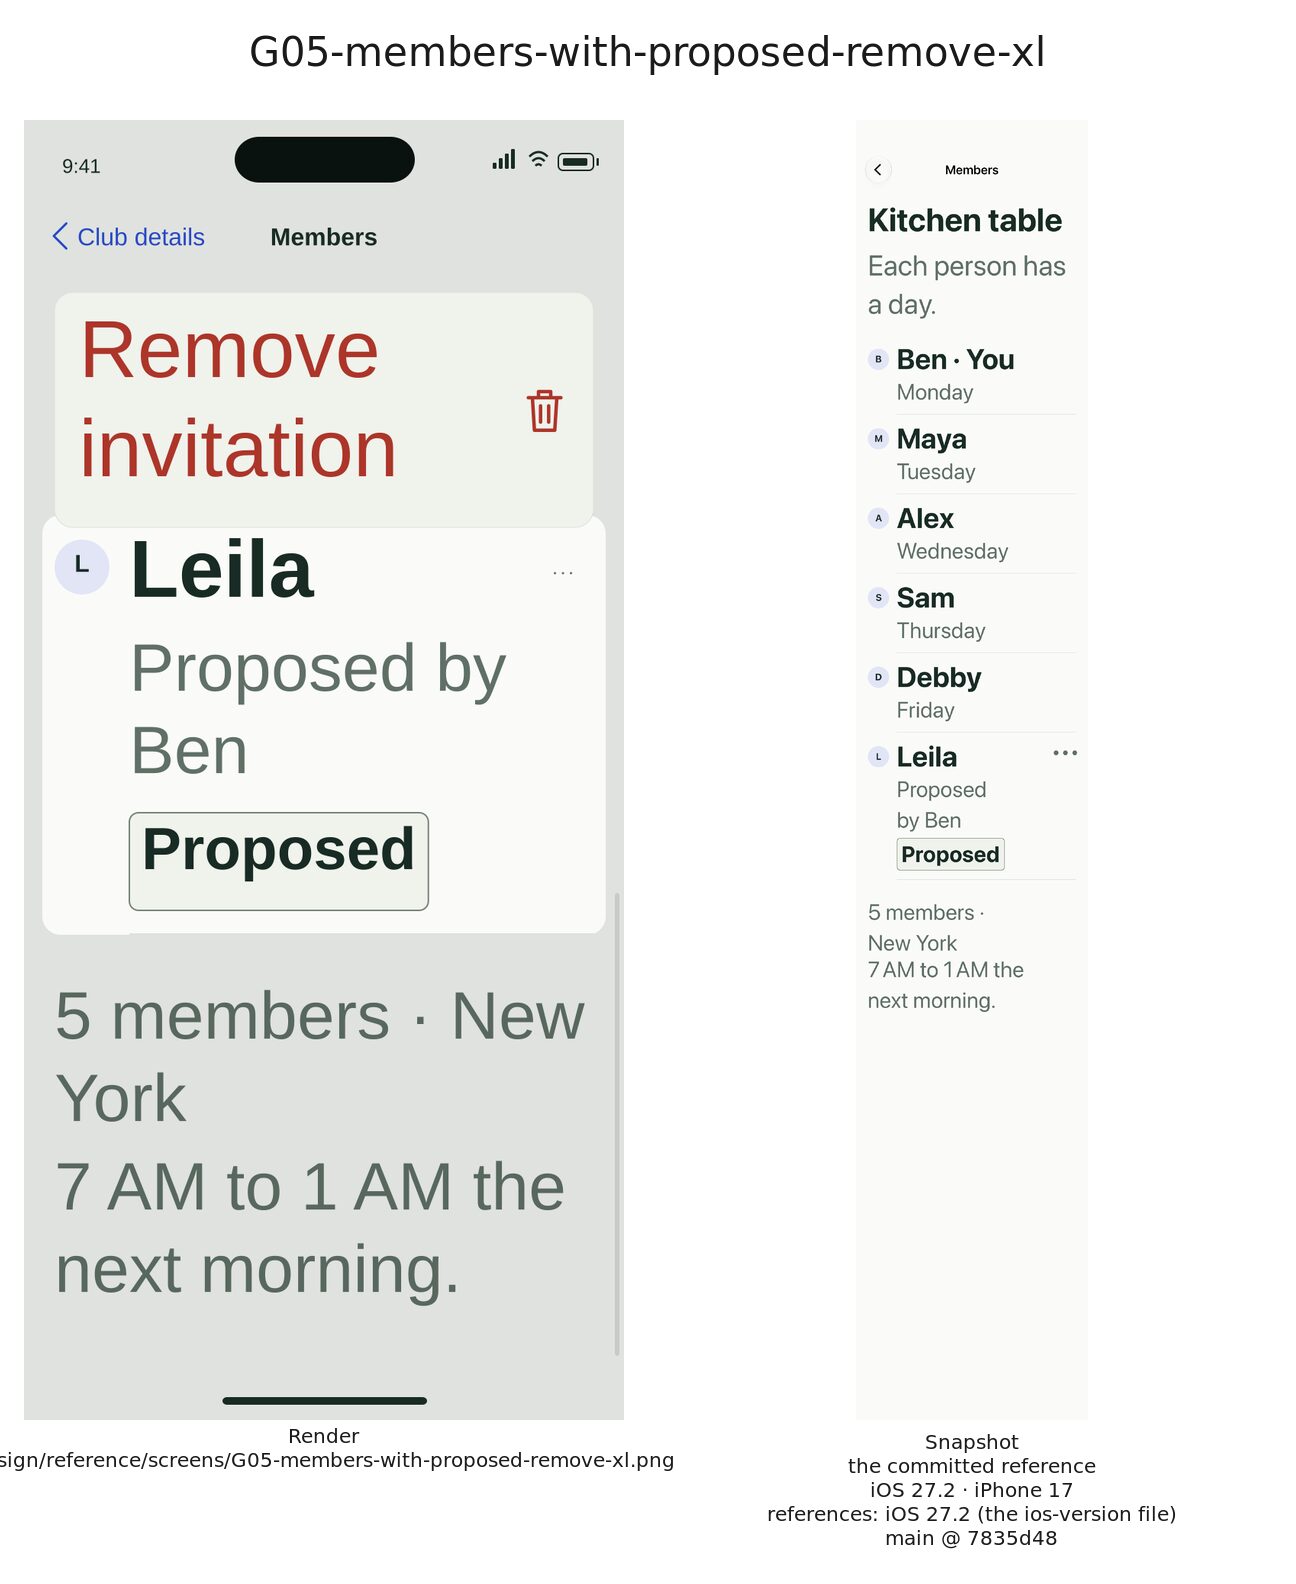 G05-members-with-proposed-remove-xl
9:41
Club details
Members
Remove
invitation
L
Leila
...
Proposed by
Ben
Proposed
5 members · New
York
7 AM to 1 AM the
next morning.
Render
sign/reference/screens/G05-members-with-proposed-remove-xl.png
Members
Kitchen table
Each person has
a day.
B
Ben · You
Monday
M
Maya
Tuesday
A
Alex
Wednesday
S
Sam
Thursday
D
Debby
Friday
L
Leila
Proposed
by Ben
Proposed
5 members ·
New York
7 AM to 1 AM the
next morning.
Snapshot
the committed reference
iOS 27.2 · iPhone 17
references: iOS 27.2 (the ios-version file)
main @ 7835d48